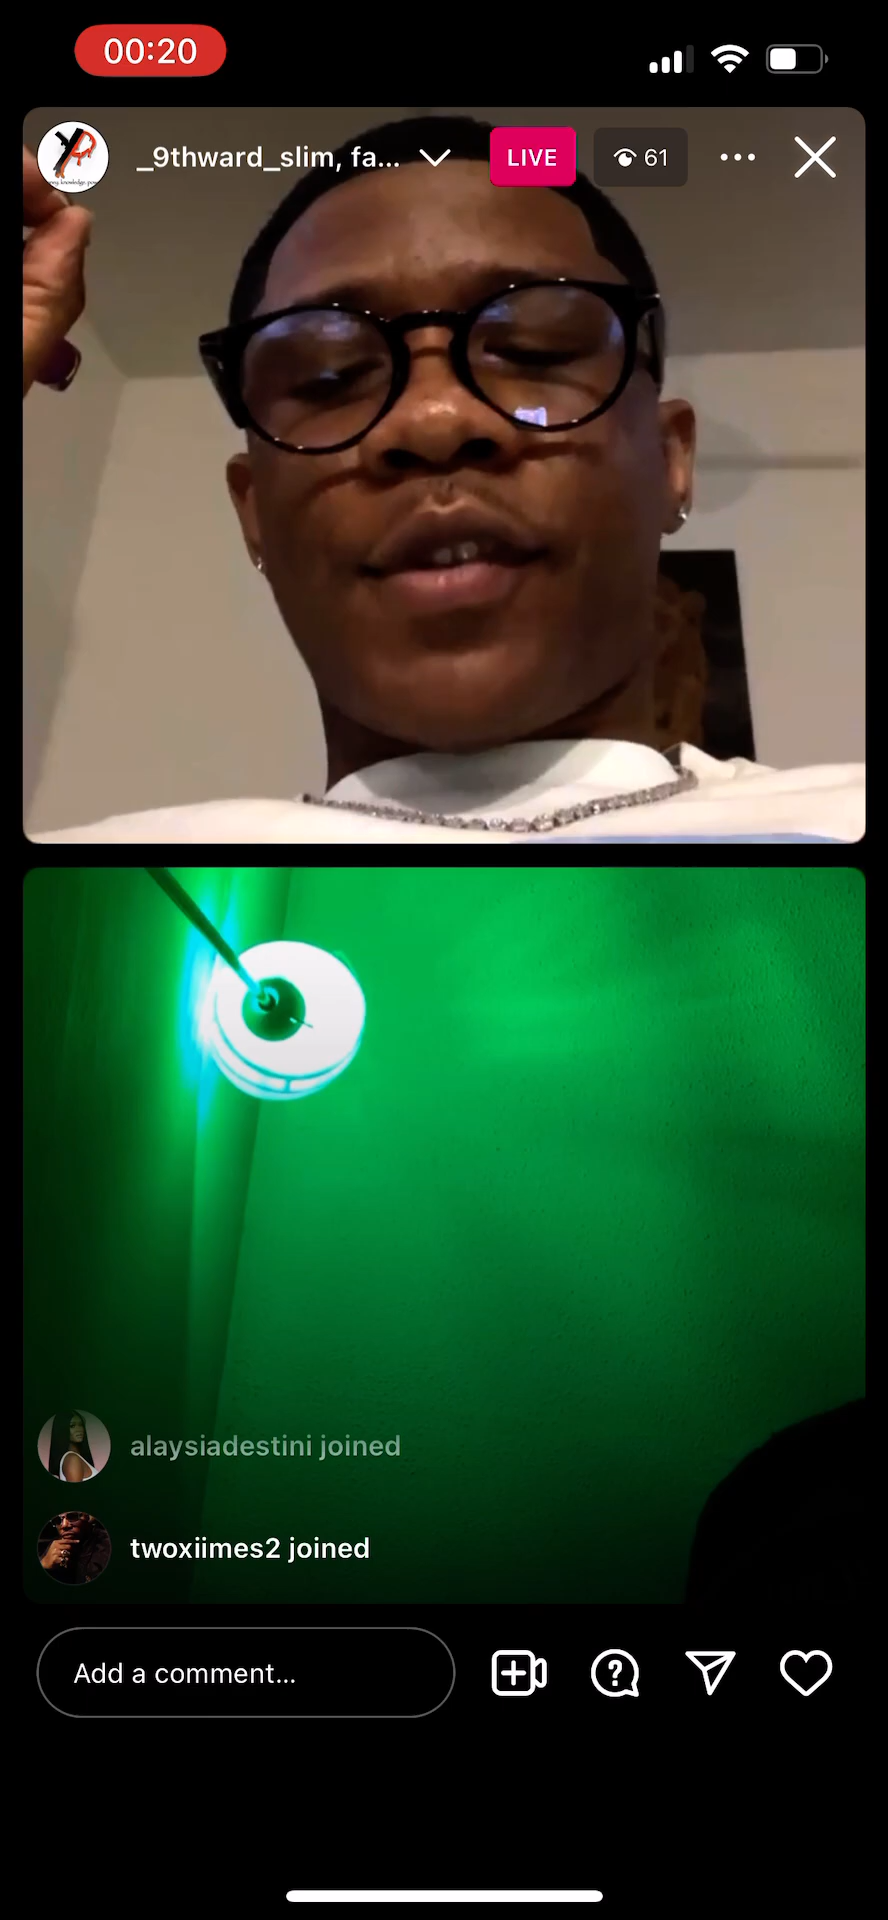 00:20
_9thward_slim, fa...
LIVE
61
alaysiadestini joined
twoxiimes2 joined
Add a comment...